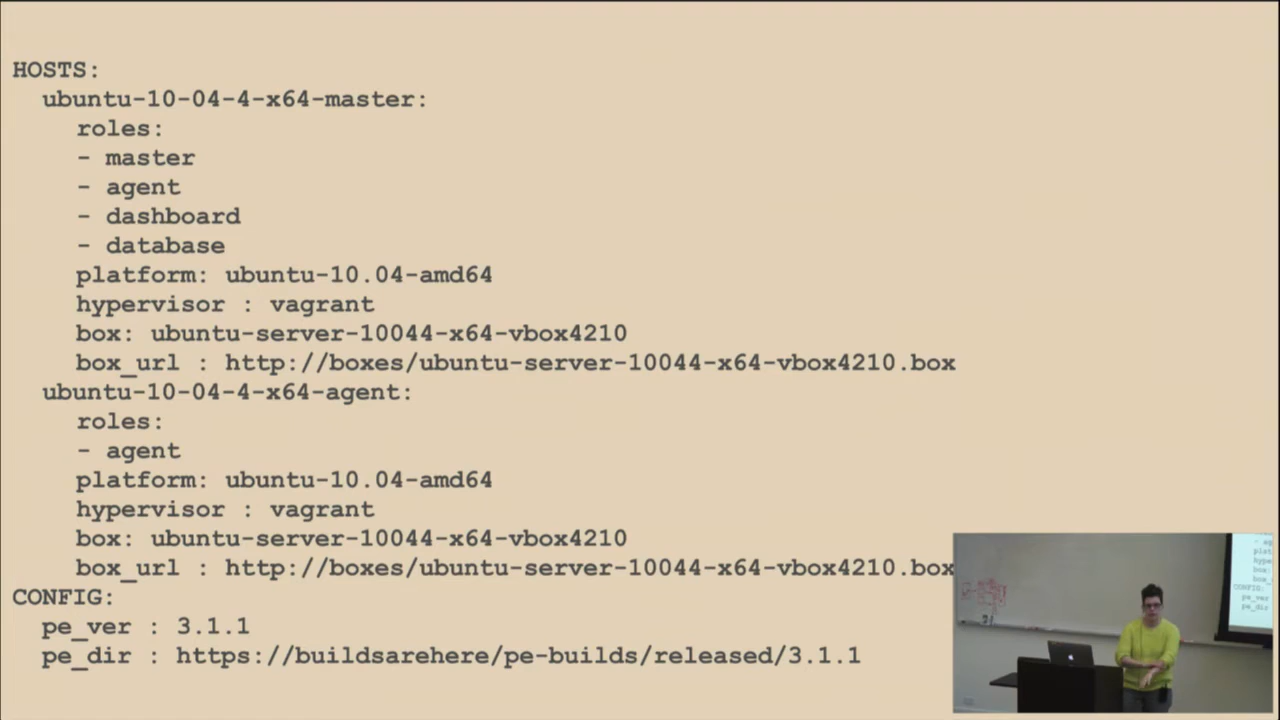 HOSTS:
ubuntu-10-04-4-x64-master:
roles:
- master
- agent
- dashboard
- database
platform: ubuntu-10.04-amd64
hypervisor : vagrant
box: ubuntu-server-10044-x64-vbox4210
box_url : http://boxes/ubuntu-server-10044-x64-vbox4210.box
ubuntu-10-04-4-x64-agent:
roles:
- agent
platform: ubuntu-10.04-amd64
hypervisor : vagrant
box: ubuntu-server-10044-x64-vbox4210
box_url : http://boxes/ubuntu-server-10044-x64-vbox4210.box
CONFIG:
pe_ver : 3.1.1
pe_dir : https://buildsarehere/pe-builds/released/3.1.1